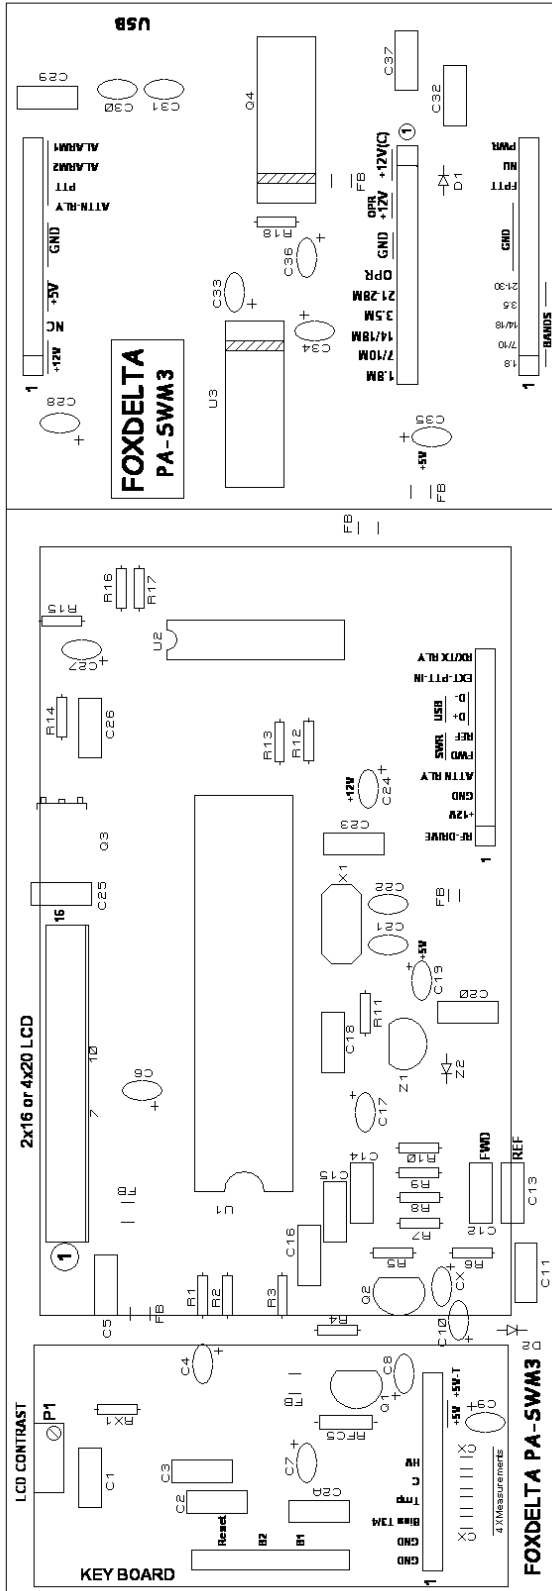 USB
C29
C30
C31
Q4
C37
C32
ALARM1
ALARM2
PTT
ATTN-RLY
GND
+5V
NC
+12V
1
FB
R18
C36
C33
C34
1
+12V(C)
OPR
+12V
GND
OPR
21-28M
3.5M
14/18M
7/10M
1.8M
D1
PWR
NU
FPTT
GND
21-30
3.5
14/18
7/10
1.8
BANDS
1
C28
FOXDELTA
PA-SWM3
U3
C35
+5V
FB
FB
R15
R16
R17
C27
U2
R14
C26
R13
R12
Q3
C25
+12V
C24
C23
RX/TX RLY
EXT-PTT-IN
D-
D+
USB
REF
FWD
SWR
ATTN RLY
GND
+12V
RF-DRIVE
1
2x16 or 4x20 LCD
16
10
7
1
X1
C22
C21
FB
+5V
C19
C20
C18
R11
Z1
Z2
C6
C17
FB
U1
C14
C15
C16
R10
R9
R8
R7
FWD
REF
C12
C13
C5
FB
R1
R2
R3
R5
R6
Q2
CX
C11
C10
R4
D2
LCD CONTRAST
P1
RX1
C4
FB
Q1
C8
RFC5
C1
C3
C2
C7
C2A
Reset
B2
B1
KEY BOARD
+5V-T
+5V
C9
HV
C
Tmp
Bias T3/4
GND
GND
1
CX
CX
4 XMeasurements
FOXDELTA PA-SWM3